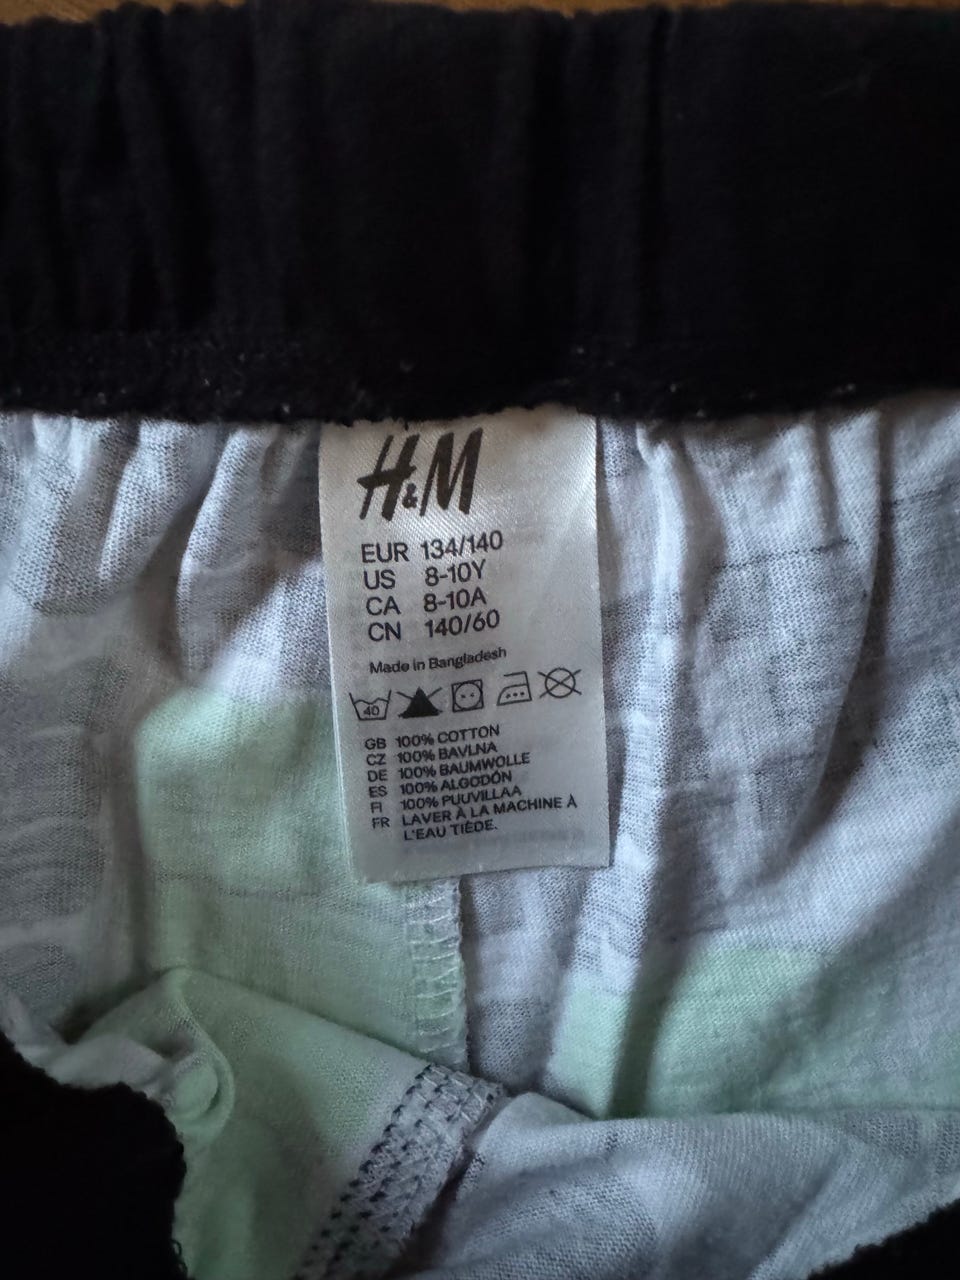 H&M
EUR 134/140
US 8-10Y
CA 8-10A
CN 140/60
Made in Bangladesh
40
GB 100% COTTON
CZ 100% BAVLNA
DE 100% BAUMWOLLE
ES 100% ALGODÓN
FI 100% PUUVILLAA
FR LAVER À LA MACHINE À
L'EAU TIÈDE.